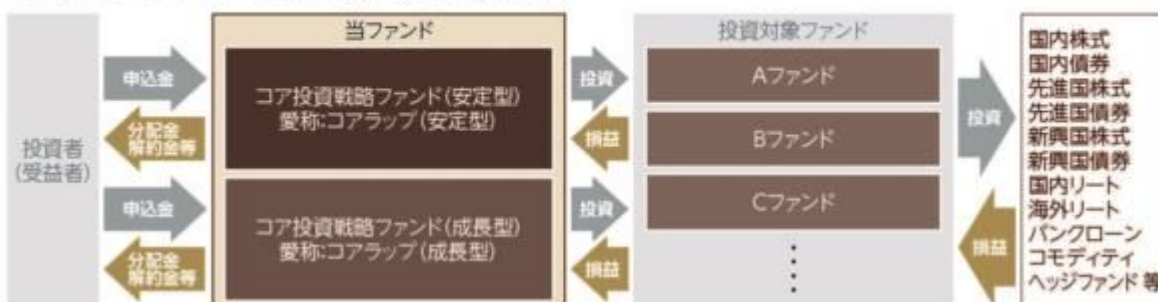 投資者
(受益者)
申込金
分配金
解約金等
申込金
分配金
解約金等
当ファンド
コア投資戦略ファンド(安定型)
愛称:コアラップ(安定型)
コア投資戦略ファンド(成長型)
愛称:コアラップ(成長型)
投資
損益
投資
損益
投資対象ファンド
Aファンド
Bファンド
Cファンド
投資
損益
国内株式
国内債券
先進国株式
先進国債券
新興国株式
新興国債券
国内リート
海外リート
バンクローン
コモディティ
ヘッジファンド 等